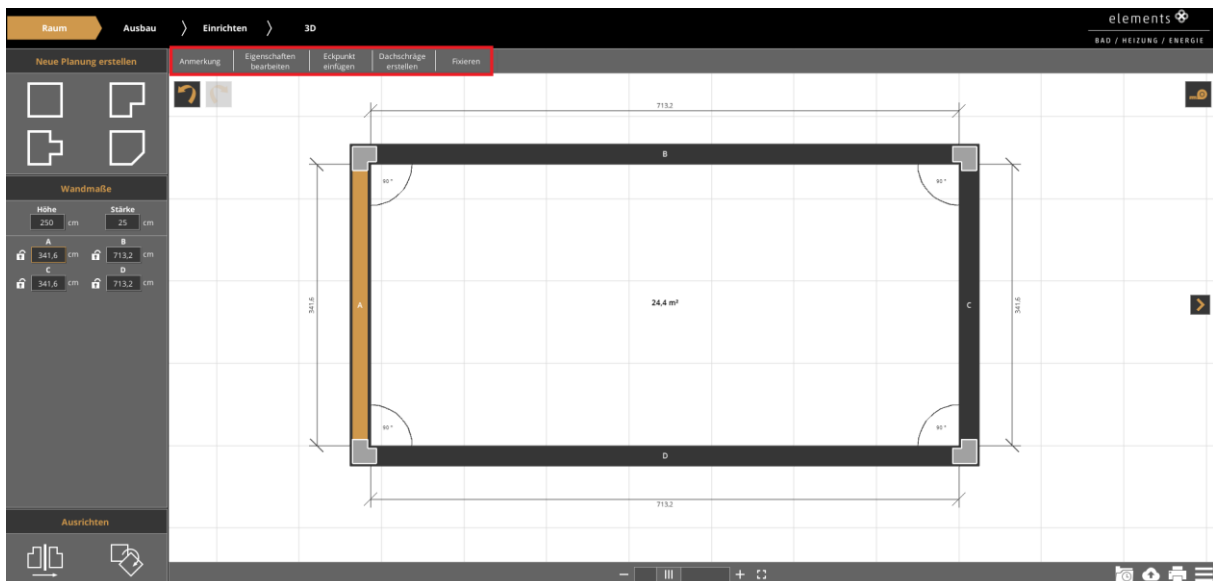 Raum
Ausbau
Einrichten
3D
elements
BAD / HEIZUNG / ENERGIE
Neue Planung erstellen
Anmerkung
Eigenschaften
bearbeiten
Eckpunkt
einfügen
Dachschräge
erstellen
Fixieren
713,2
B
90 °
90 °
Wandmaße
Höhe
Stärke
250 cm
25 cm
A
B
341,6 cm
713,2 cm
C
D
341,6 cm
713,2 cm
341,6
A
24,4 m²
C
341,6
90 °
90 °
D
713,2
Ausrichten